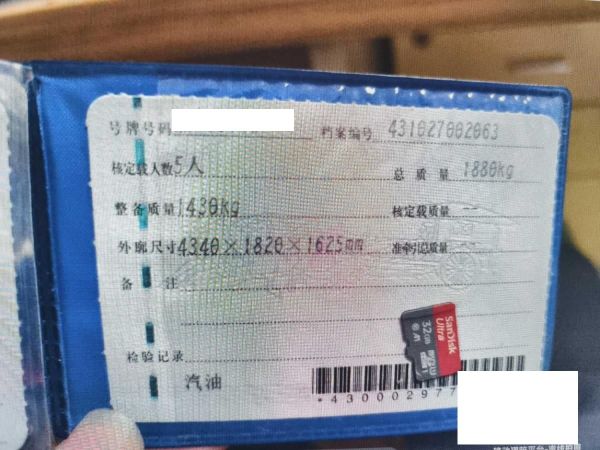 号牌号码 档案编号 431027002063
核定载人数 5人 总质量 1880kg
整备质量 1430kg 核定载质量 --
外廓尺寸 4340×1820×1625mm 准牵引总质量 --
备注
检验记录
汽油
SanDisk
Ultra
32GB
A1
*430002977